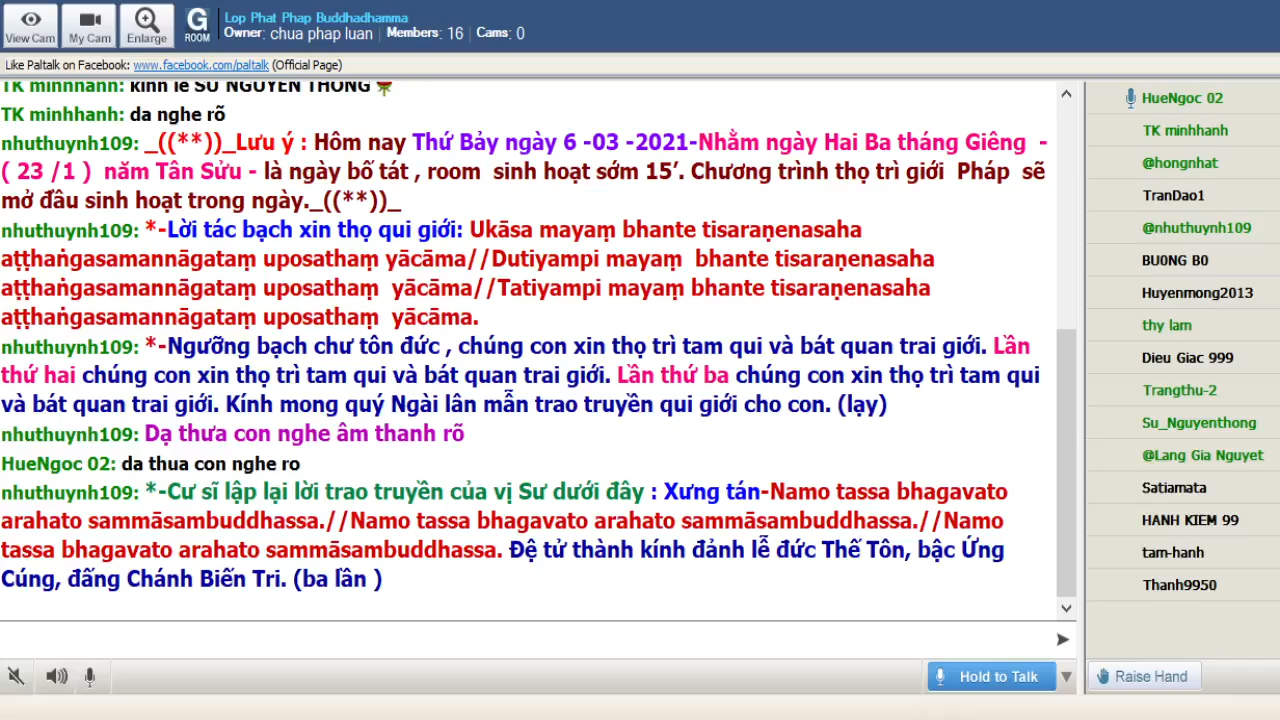 View Cam
My Cam
Enlarge
G
ROOM
Lop Phat Phap Buddhadhamma
Owner: chua phap luan | Members: 16 | Cams: 0
Like Paltalk on Facebook: www.facebook.com/paltalk (Official Page)
TK minhhanh: kinh le SU NGUYEN THONG
TK minhhanh: da nghe rõ
nhuthuynh109: _((**))_Lưu ý : Hôm nay Thứ Bảy ngày 6 -03 -2021-Nhằm ngày Hai Ba tháng Giêng -
( 23 /1 ) năm Tân Sửu - là ngày bố tát , room sinh hoạt sớm 15’. Chương trình thọ trì giới Pháp sẽ
mở đầu sinh hoạt trong ngày._((**))_
nhuthuynh109: *-Lời tác bạch xin thọ qui giới: Ukāsa mayaṃ bhante tisaraṇenasaha
aṭṭhaṅgasamannāgataṃ uposathaṃ yācāma//Dutiyampi mayaṃ bhante tisaraṇenasaha
aṭṭhaṅgasamannāgataṃ uposathaṃ yācāma//Tatiyampi mayaṃ bhante tisaraṇenasaha
aṭṭhaṅgasamannāgataṃ uposathaṃ yācāma.
nhuthuynh109: *-Ngưỡng bạch chư tôn đức , chúng con xin thọ trì tam qui và bát quan trai giới. Lần
thứ hai chúng con xin thọ trì tam qui và bát quan trai giới. Lần thứ ba chúng con xin thọ trì tam qui
và bát quan trai giới. Kính mong quý Ngài lân mẫn trao truyền qui giới cho con. (lạy)
nhuthuynh109: Dạ thưa con nghe âm thanh rõ
HueNgoc 02: da thua con nghe ro
nhuthuynh109: *-Cư sĩ lập lại lời trao truyền của vị Sư dưới đây : Xưng tán-Namo tassa bhagavato
arahato sammāsambuddhassa.//Namo tassa bhagavato arahato sammāsambuddhassa.//Namo
tassa bhagavato arahato sammāsambuddhassa. Đệ tử thành kính đảnh lễ đức Thế Tôn, bậc Ứng
Cúng, đấng Chánh Biến Tri. (ba lần )
HueNgoc 02
TK minhhanh
@hongnhat
TranDao1
@nhuthuynh109
BU0NG B0
Huyenmong2013
thy lam
Dieu Giac 999
Trangthu-2
Su_Nguyenthong
@Lang Gia Nguyet
Satiamata
HANH KIEM 99
tam-hanh
Thanh9950
Hold to Talk
Raise Hand